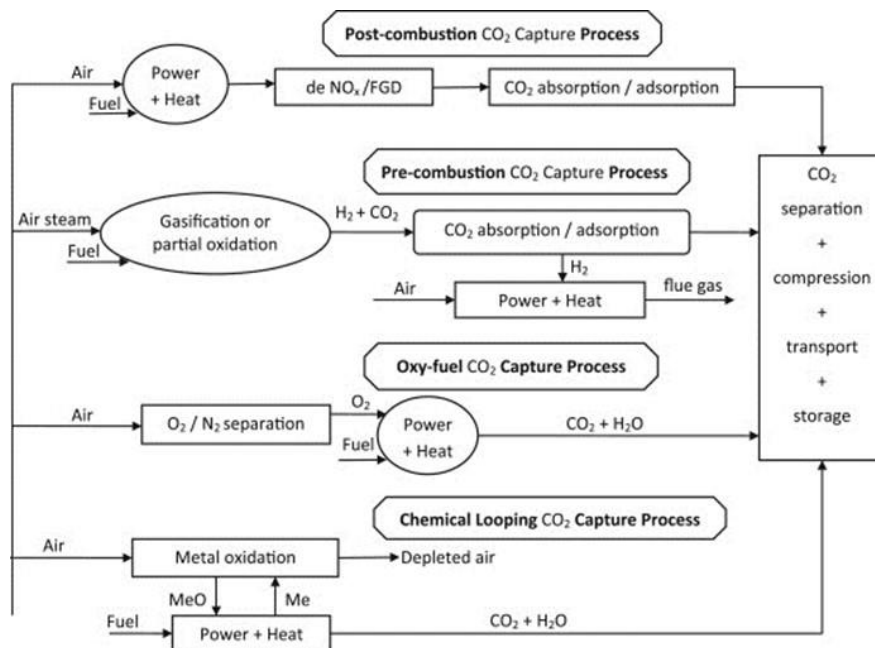 Post-combustion CO₂ Capture Process
Air
Fuel
Power
+ Heat
de NOₓ/FGD
CO₂ absorption / adsorption
Pre-combustion CO₂ Capture Process
Air steam
Fuel
Gasification or
partial oxidation
H₂ + CO₂
CO₂ absorption / adsorption
H₂
Air
Power + Heat
flue gas
Oxy-fuel CO₂ Capture Process
Air
O₂ / N₂ separation
O₂
Fuel
Power
+ Heat
CO₂ + H₂O
Chemical Looping CO₂ Capture Process
Air
Metal oxidation
Depleted air
MeO
Me
Fuel
Power + Heat
CO₂ + H₂O
CO₂
separation
+
compression
+
transport
+
storage